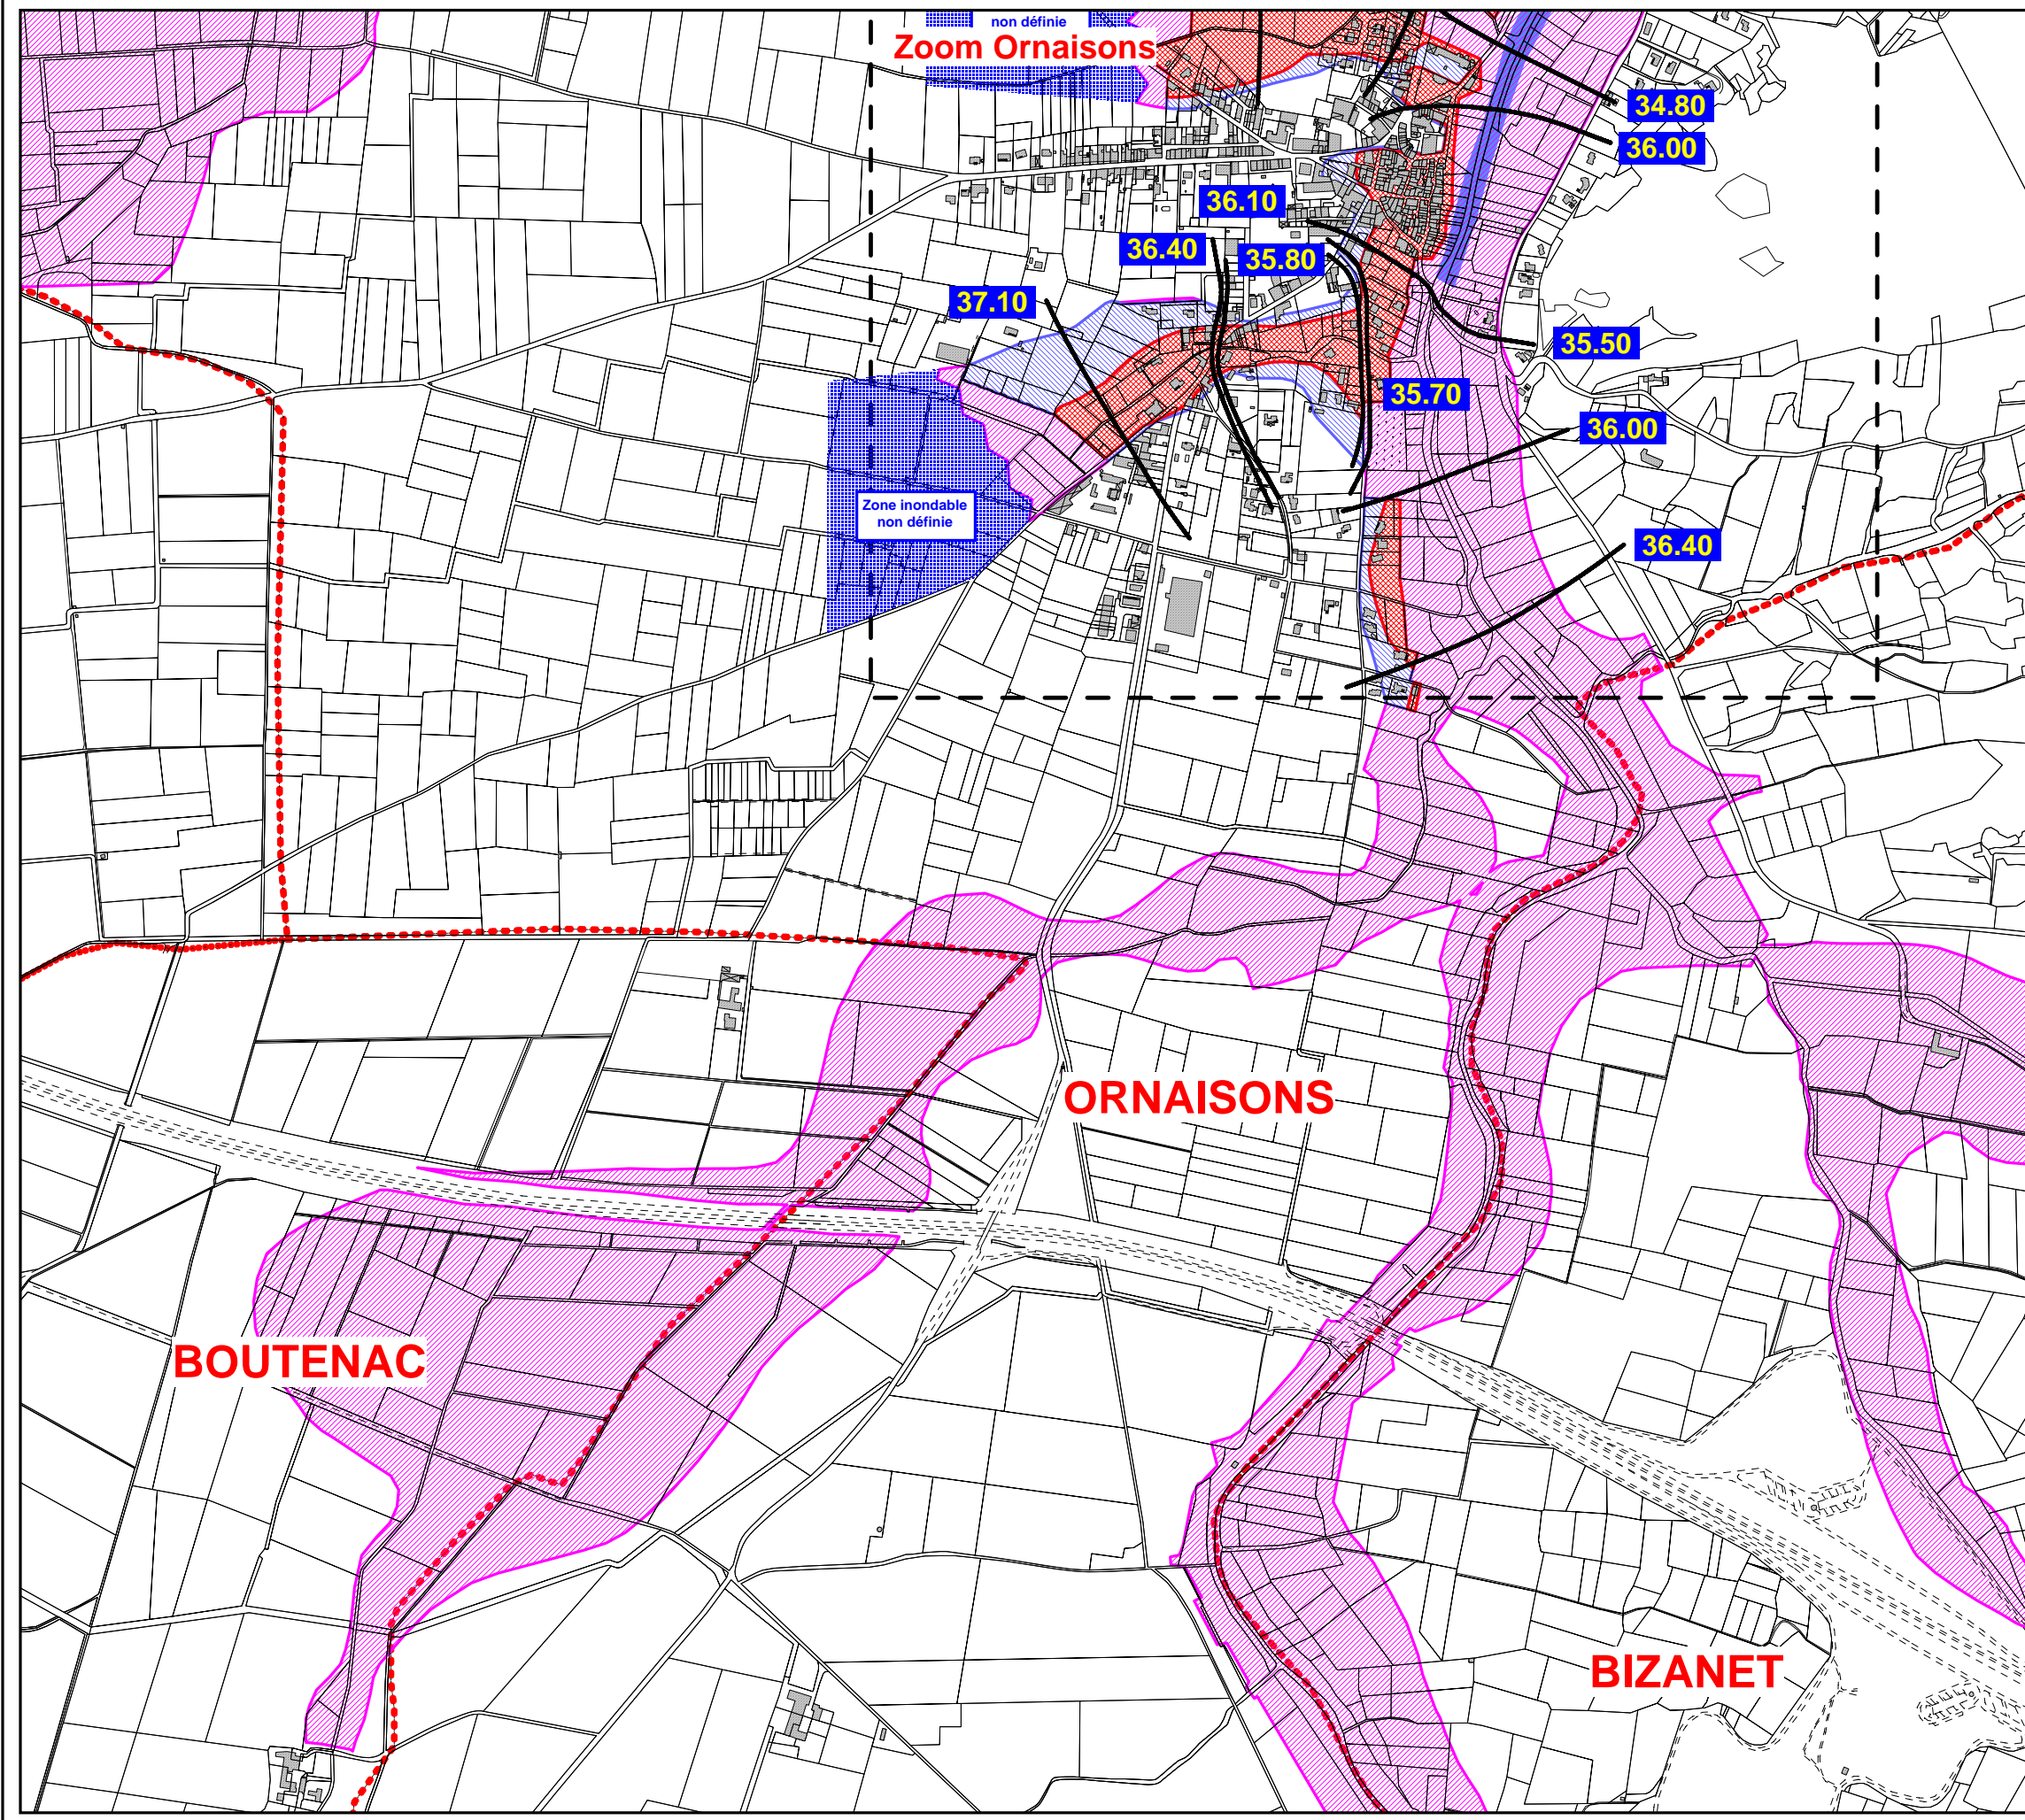 non définie
Zoom Ornaisons
34.80
36.00
36.10
36.40
35.80
37.10
35.50
35.70
36.00
Zone inondable
non définie
36.40
ORNAISONS
BOUTENAC
BIZANET